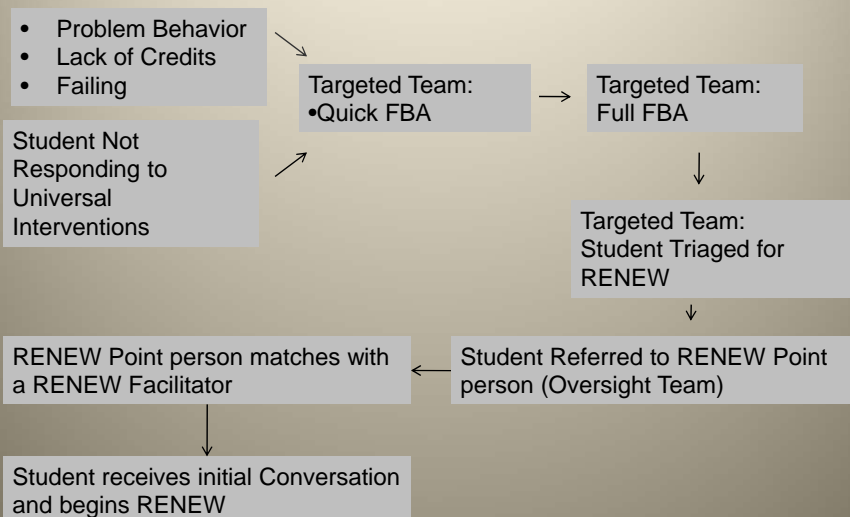 • Problem Behavior
• Lack of Credits
• Failing
Student Not
Responding to
Universal
Interventions
Targeted Team:
•Quick FBA
Targeted Team:
Full FBA
Targeted Team:
Student Triaged for
RENEW
Student Referred to RENEW Point
person (Oversight Team)
RENEW Point person matches with
a RENEW Facilitator
Student receives initial Conversation
and begins RENEW